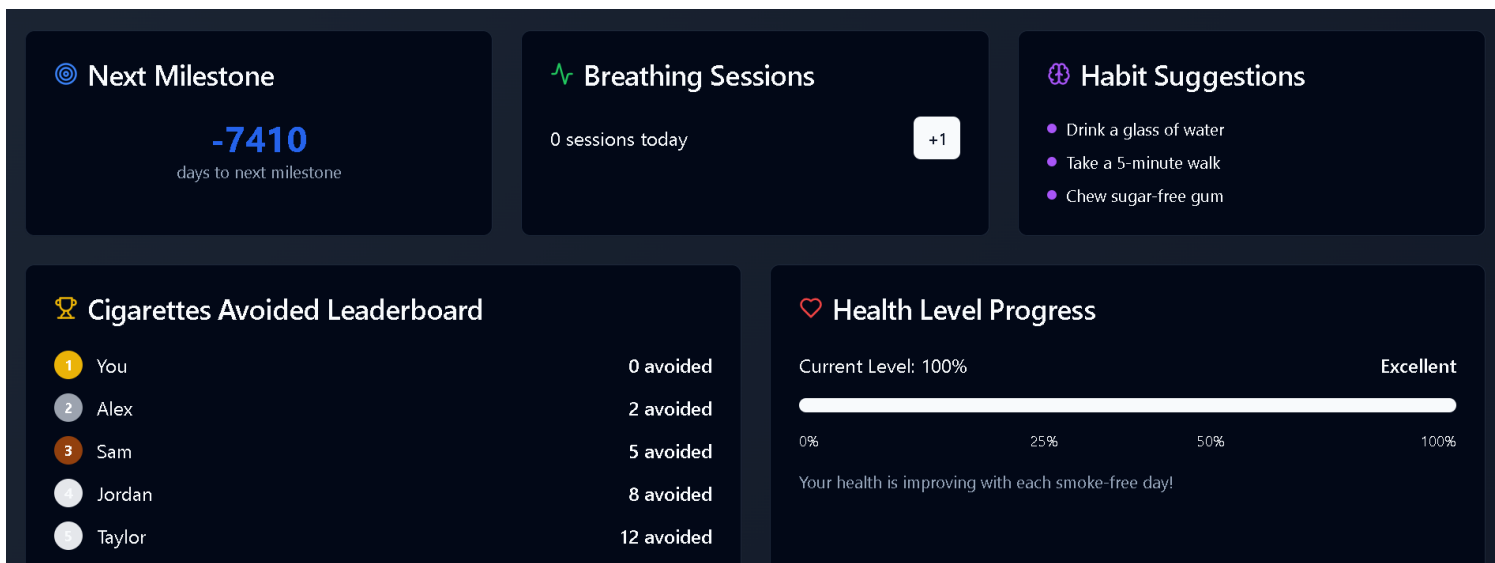 Next Milestone
-7410
days to next milestone
Breathing Sessions
0 sessions today
+1
Habit Suggestions
Drink a glass of water
Take a 5-minute walk
Chew sugar-free gum
Cigarettes Avoided Leaderboard
1 You 0 avoided
2 Alex 2 avoided
3 Sam 5 avoided
4 Jordan 8 avoided
5 Taylor 12 avoided
Health Level Progress
Current Level: 100% Excellent
0% 25% 50% 100%
Your health is improving with each smoke-free day!